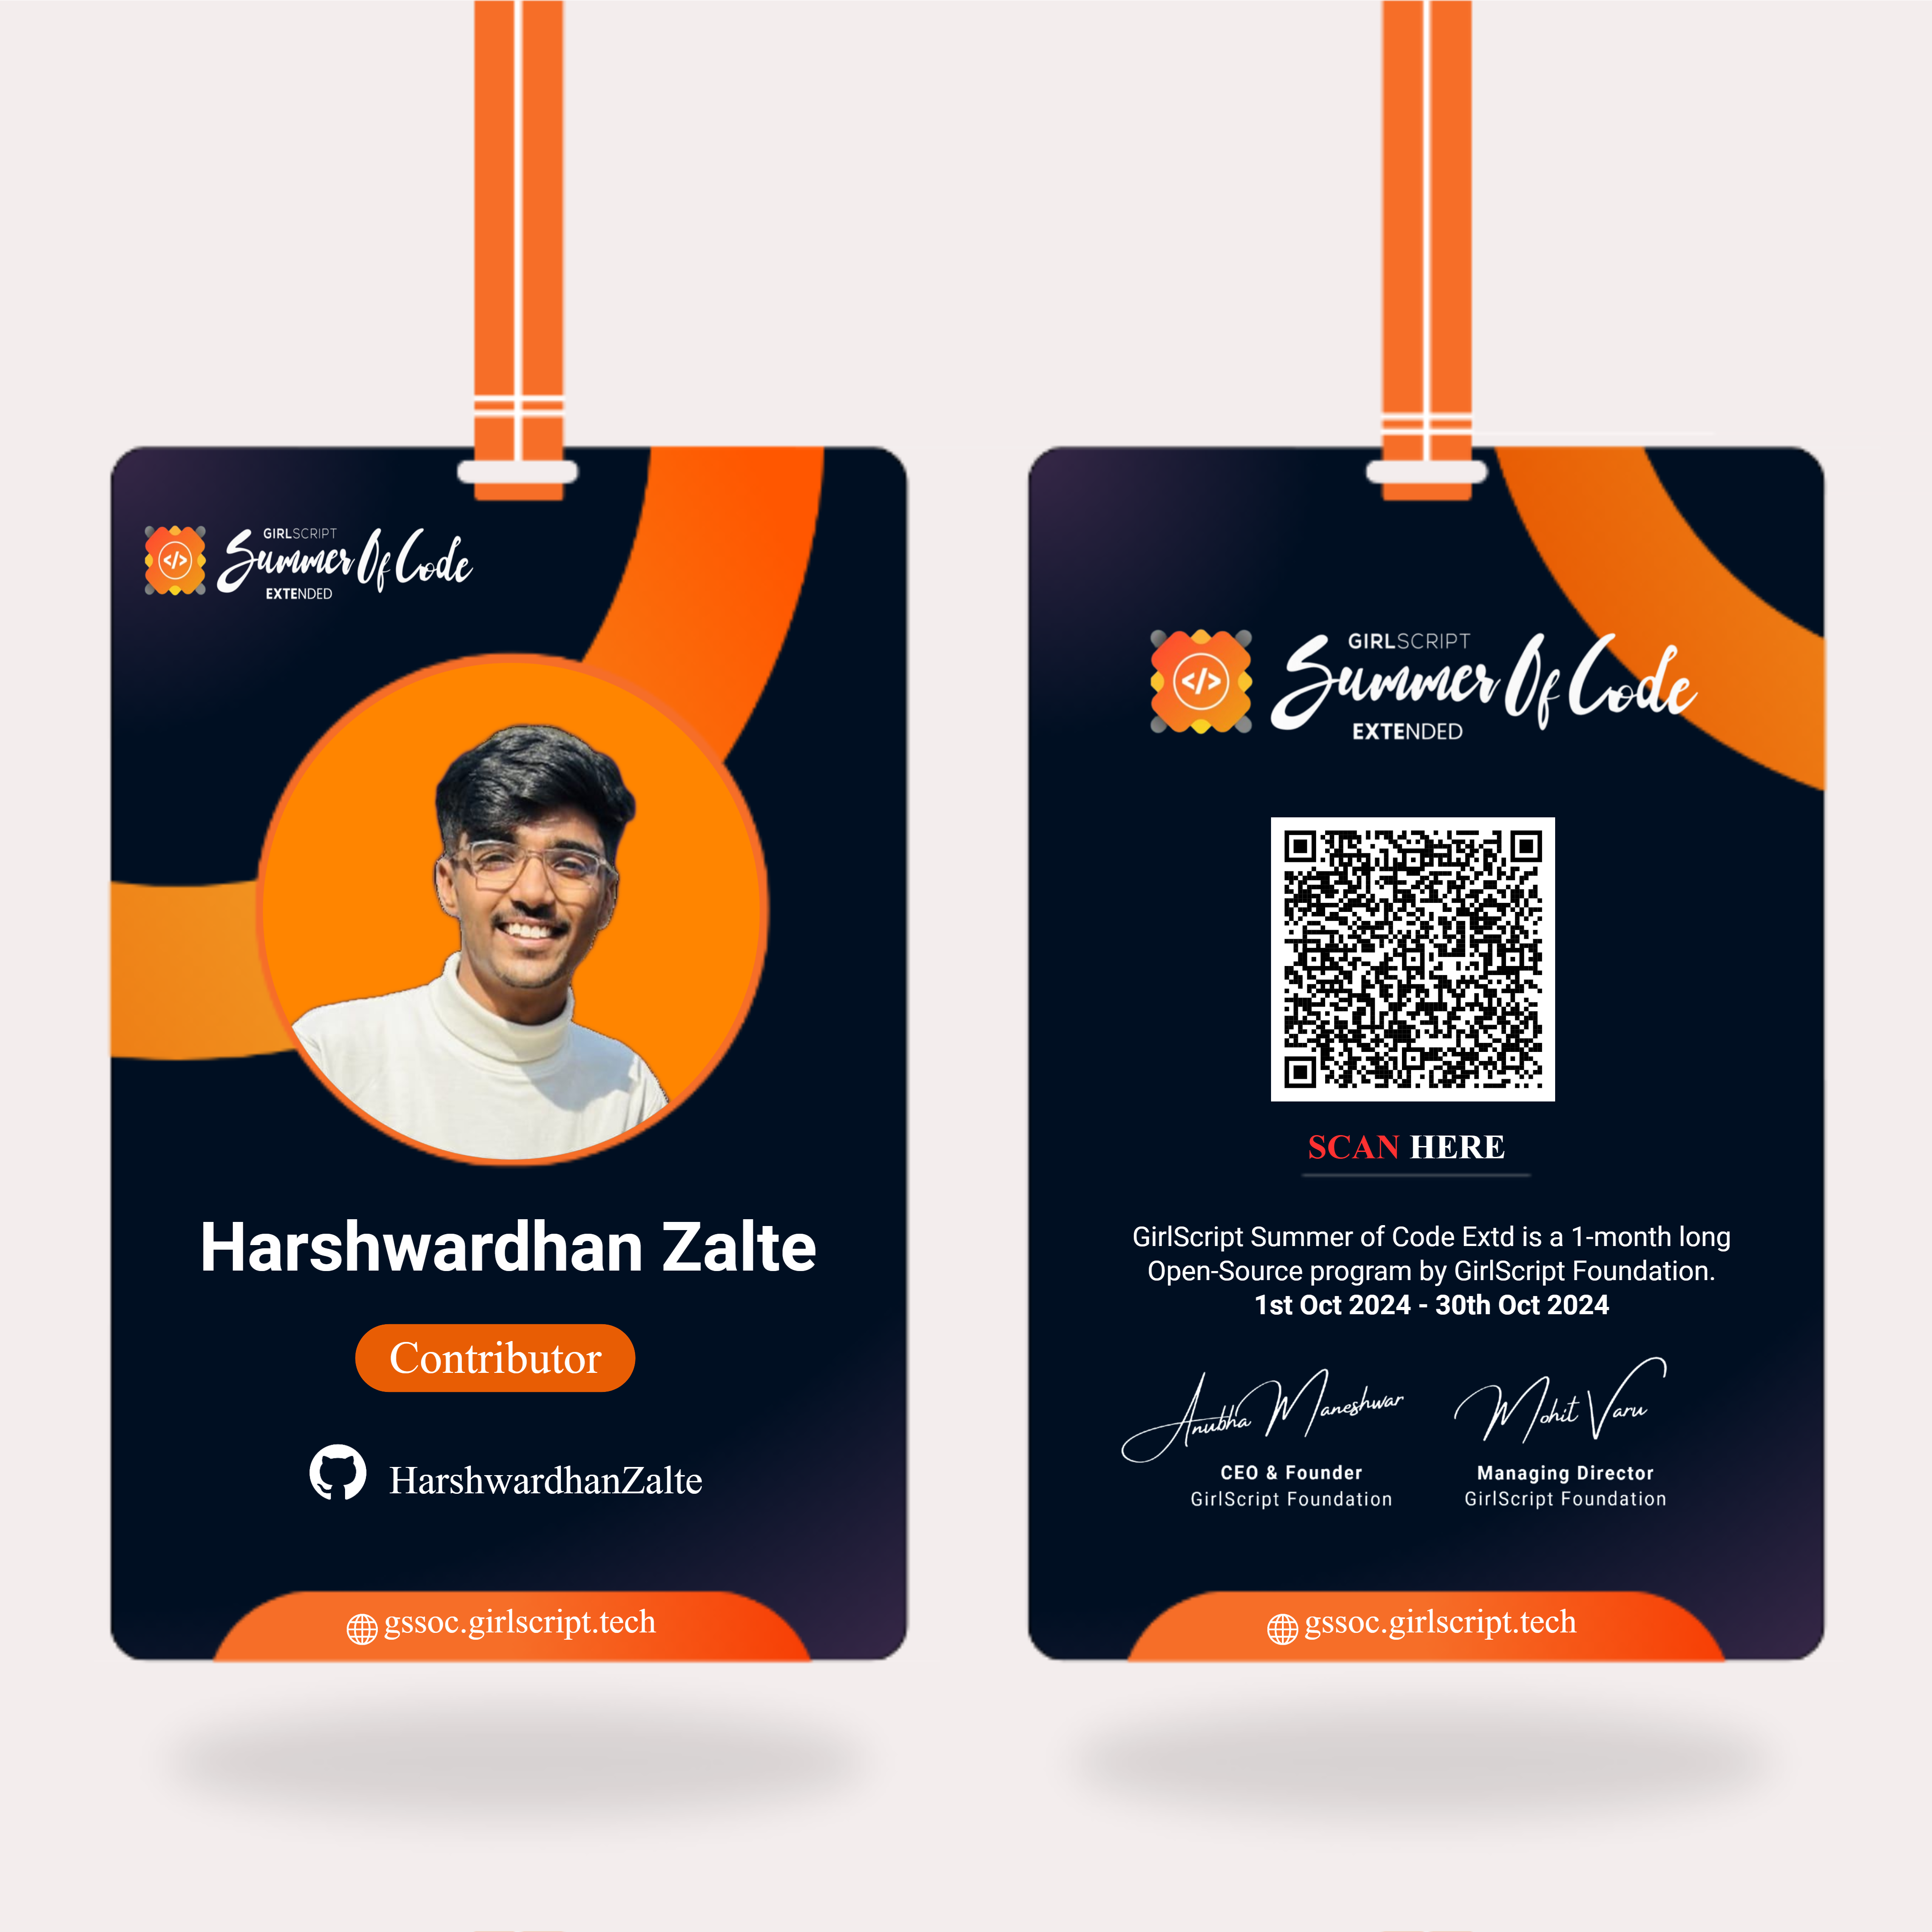 GIRLSCRIPT
Summer Of Code
EXTENDED
Harshwardhan Zalte
Contributor
HarshwardhanZalte
gssoc.girlscript.tech
GIRLSCRIPT
Summer Of Code
EXTENDED
SCAN HERE
GirlScript Summer of Code Extd is a 1-month long
Open-Source program by GirlScript Foundation.
1st Oct 2024 - 30th Oct 2024
Anubha Maneshwar
CEO & Founder
GirlScript Foundation
Mohit Varu
Managing Director
GirlScript Foundation
gssoc.girlscript.tech